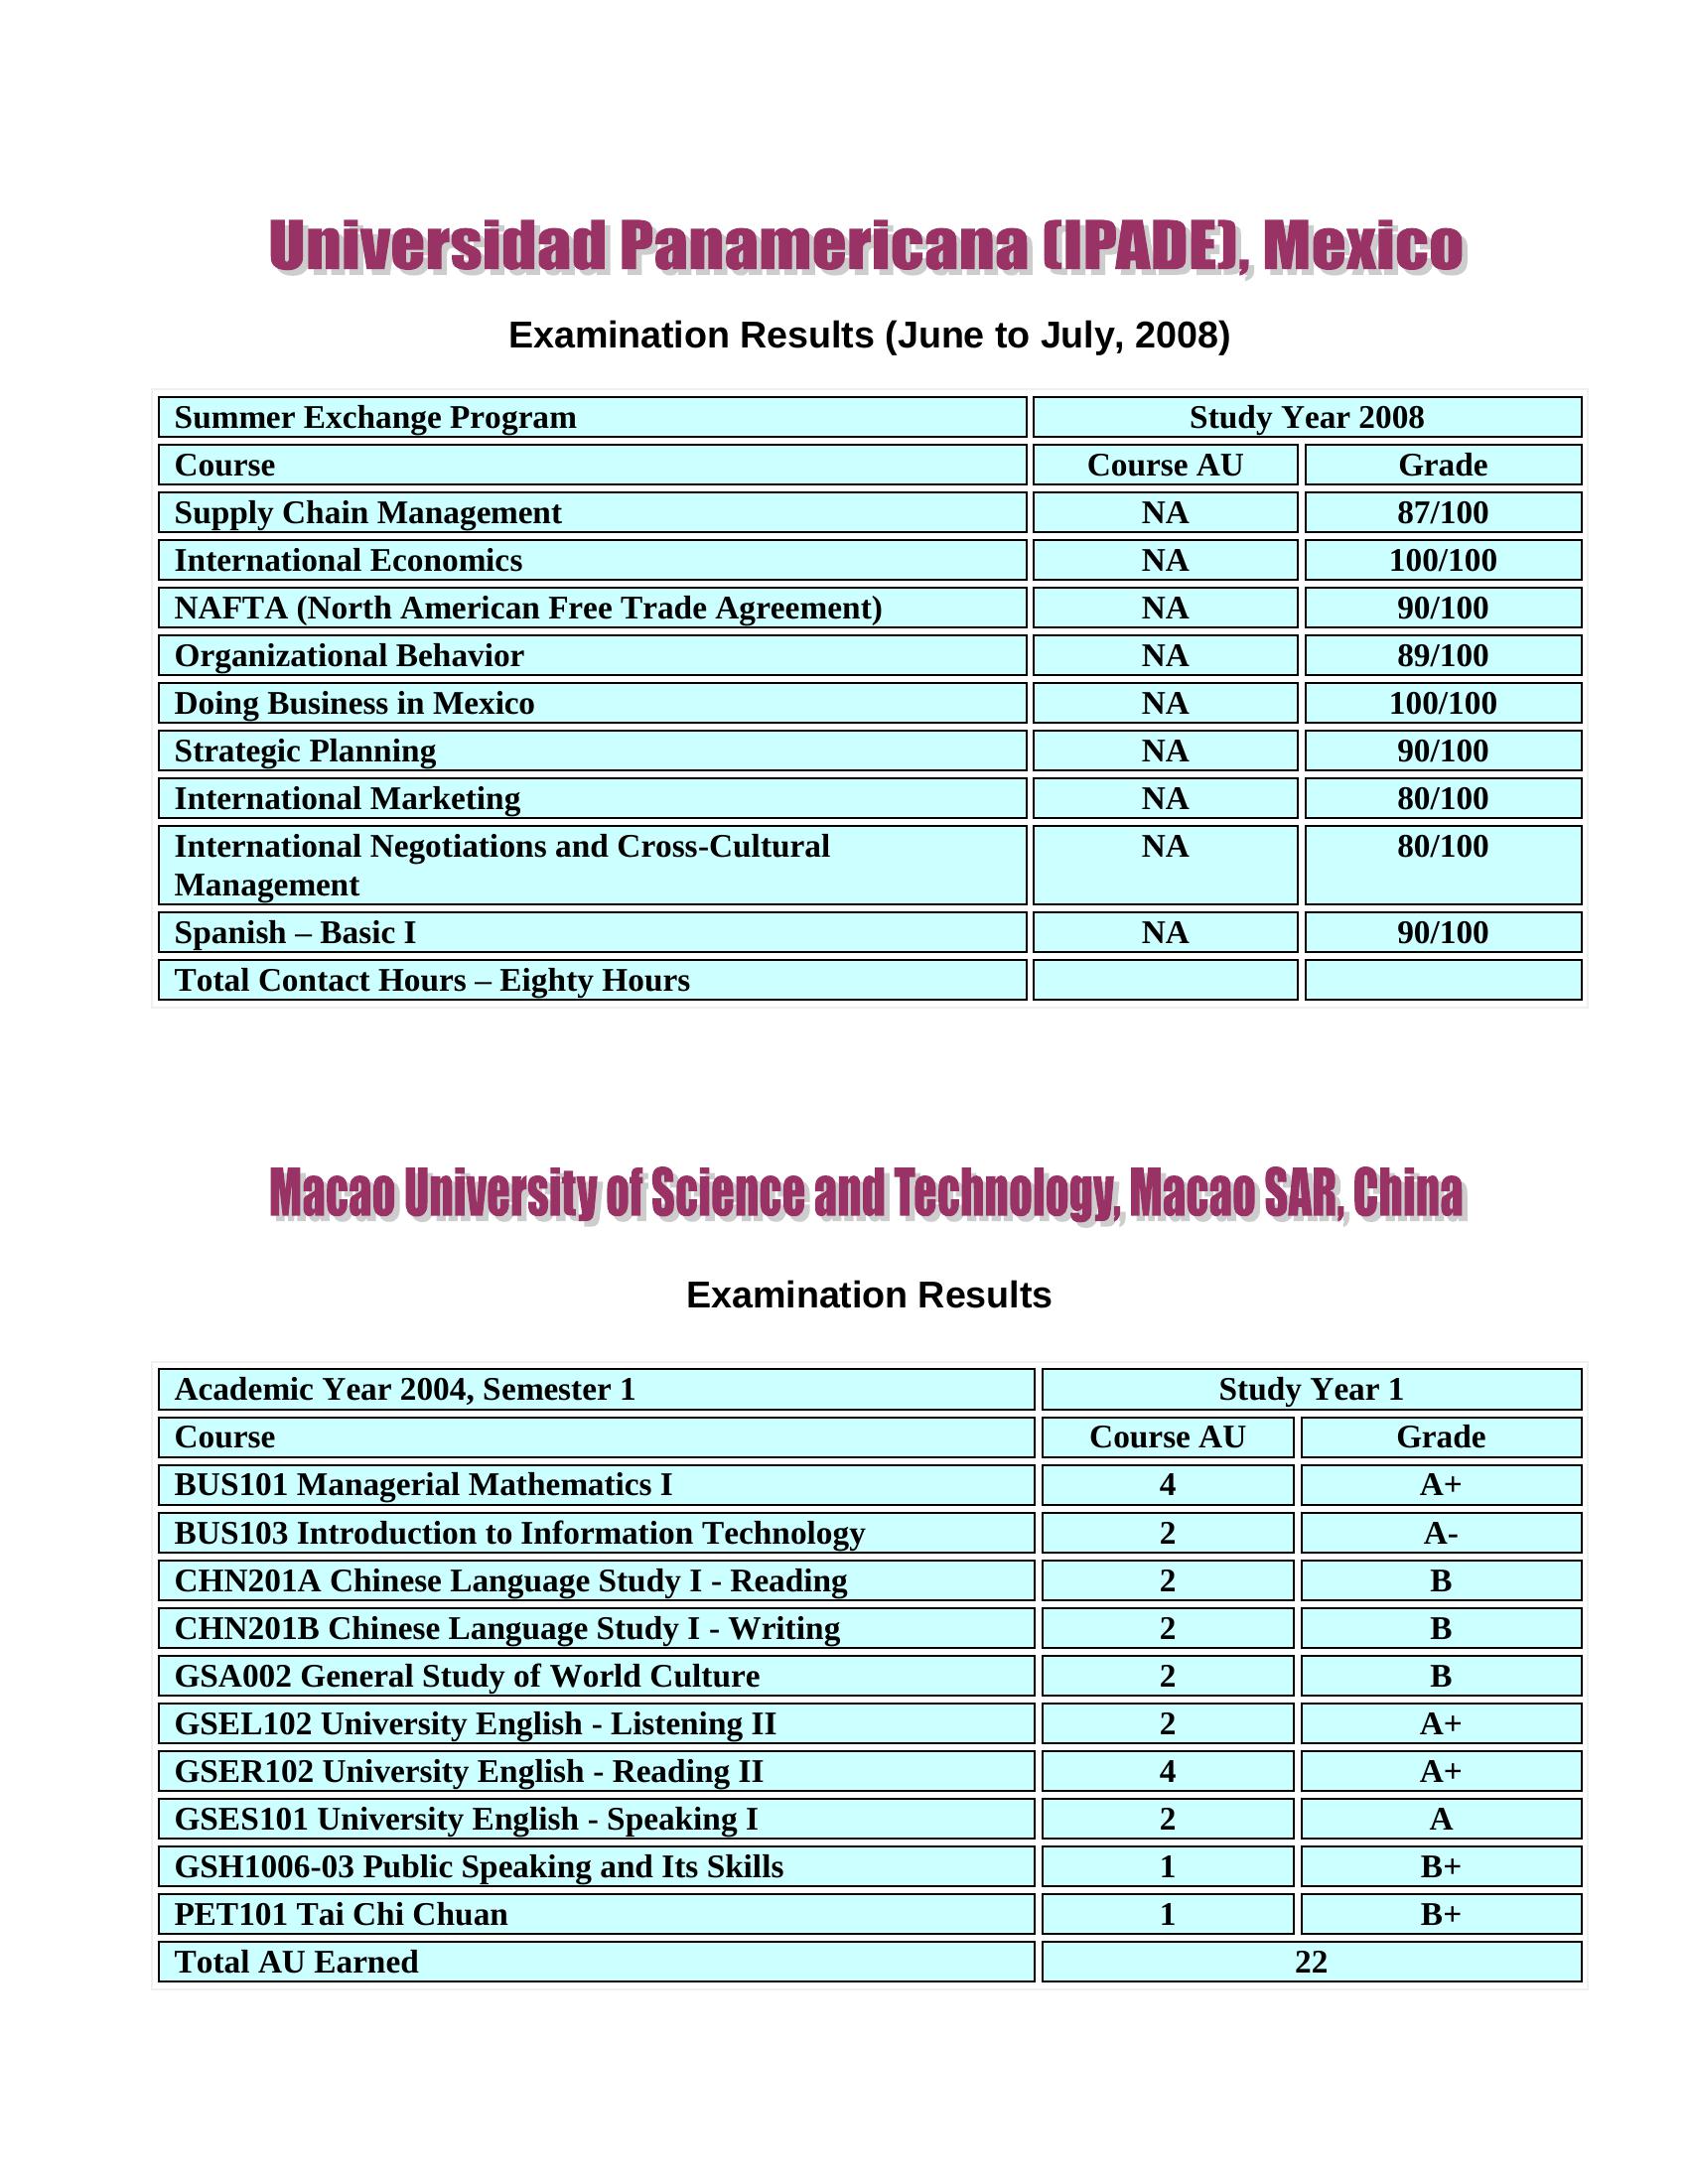 Universidad Panamericana (IPADE), Mexico
Examination Results (June to July, 2008)
Summer Exchange Program Study Year 2008
Course Course AU Grade
Supply Chain Management NA 87/100
International Economics NA 100/100
NAFTA (North American Free Trade Agreement) NA 90/100
Organizational Behavior NA 89/100
Doing Business in Mexico NA 100/100
Strategic Planning NA 90/100
International Marketing NA 80/100
International Negotiations and Cross-Cultural NA 80/100
Management
Spanish – Basic I NA 90/100
Total Contact Hours – Eighty Hours
Macao University of Science and Technology, Macao SAR, China
Examination Results
Academic Year 2004, Semester 1 Study Year 1
Course Course AU Grade
BUS101 Managerial Mathematics I 4 A+
BUS103 Introduction to Information Technology 2 A-
CHN201A Chinese Language Study I - Reading 2 B
CHN201B Chinese Language Study I - Writing 2 B
GSA002 General Study of World Culture 2 B
GSEL102 University English - Listening II 2 A+
GSER102 University English - Reading II 4 A+
GSES101 University English - Speaking I 2 A
GSH1006-03 Public Speaking and Its Skills 1 B+
PET101 Tai Chi Chuan 1 B+
Total AU Earned 22